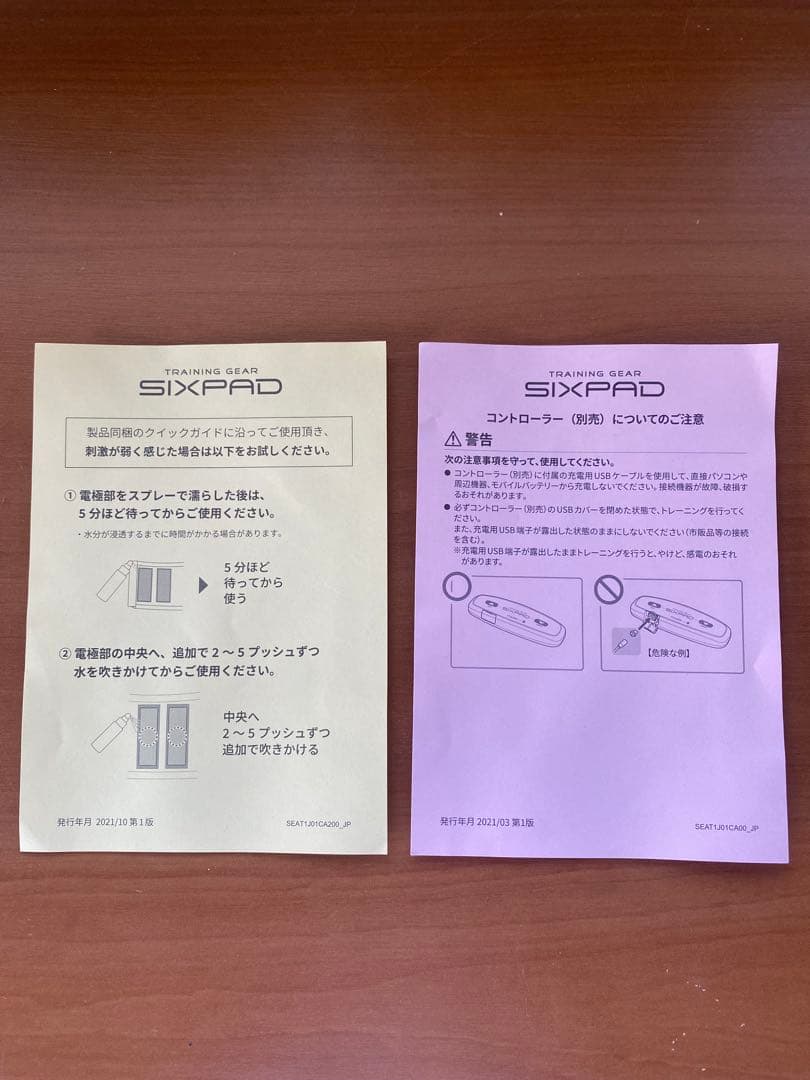 TRAINING GEAR
SIXPAD
製品同梱のクイックガイドに沿ってご使用頂き、
刺激が弱く感じた場合は以下をお試しください。
① 電極部をスプレーで濡らした後は、
5分ほど待ってからご使用ください。
・水分が浸透するまでに時間がかかる場合があります。
5分ほど
待ってから
使う
② 電極部の中央へ、追加で2～5プッシュずつ
水を吹きかけてからご使用ください。
中央へ
2～5プッシュずつ
追加で吹きかける
発行年月 2021/10 第1版
SEAT1J01CA200_JP
TRAINING GEAR
SIXPAD
コントローラー（別売）についてのご注意
警告
次の注意事項を守って、使用してください。
● コントローラー（別売）に付属の充電用USBケーブルを使用して、直接パソコンや
周辺機器、モバイルバッテリーから充電しないでください。接続機器が故障、破損す
るおそれがあります。
● 必ずコントローラー（別売）のUSBカバーを閉めた状態で、トレーニングを行ってく
ださい。
また、充電用USB端子が露出した状態のままにしないでください（市販品等の接続
を含む）。
※充電用USB端子が露出したままトレーニングを行うと、やけど、感電のおそれ
があります。
SIXPAD
SIXPAD
【危険な例】
発行年月 2021/03 第1版
SEAT1J01CA00_JP